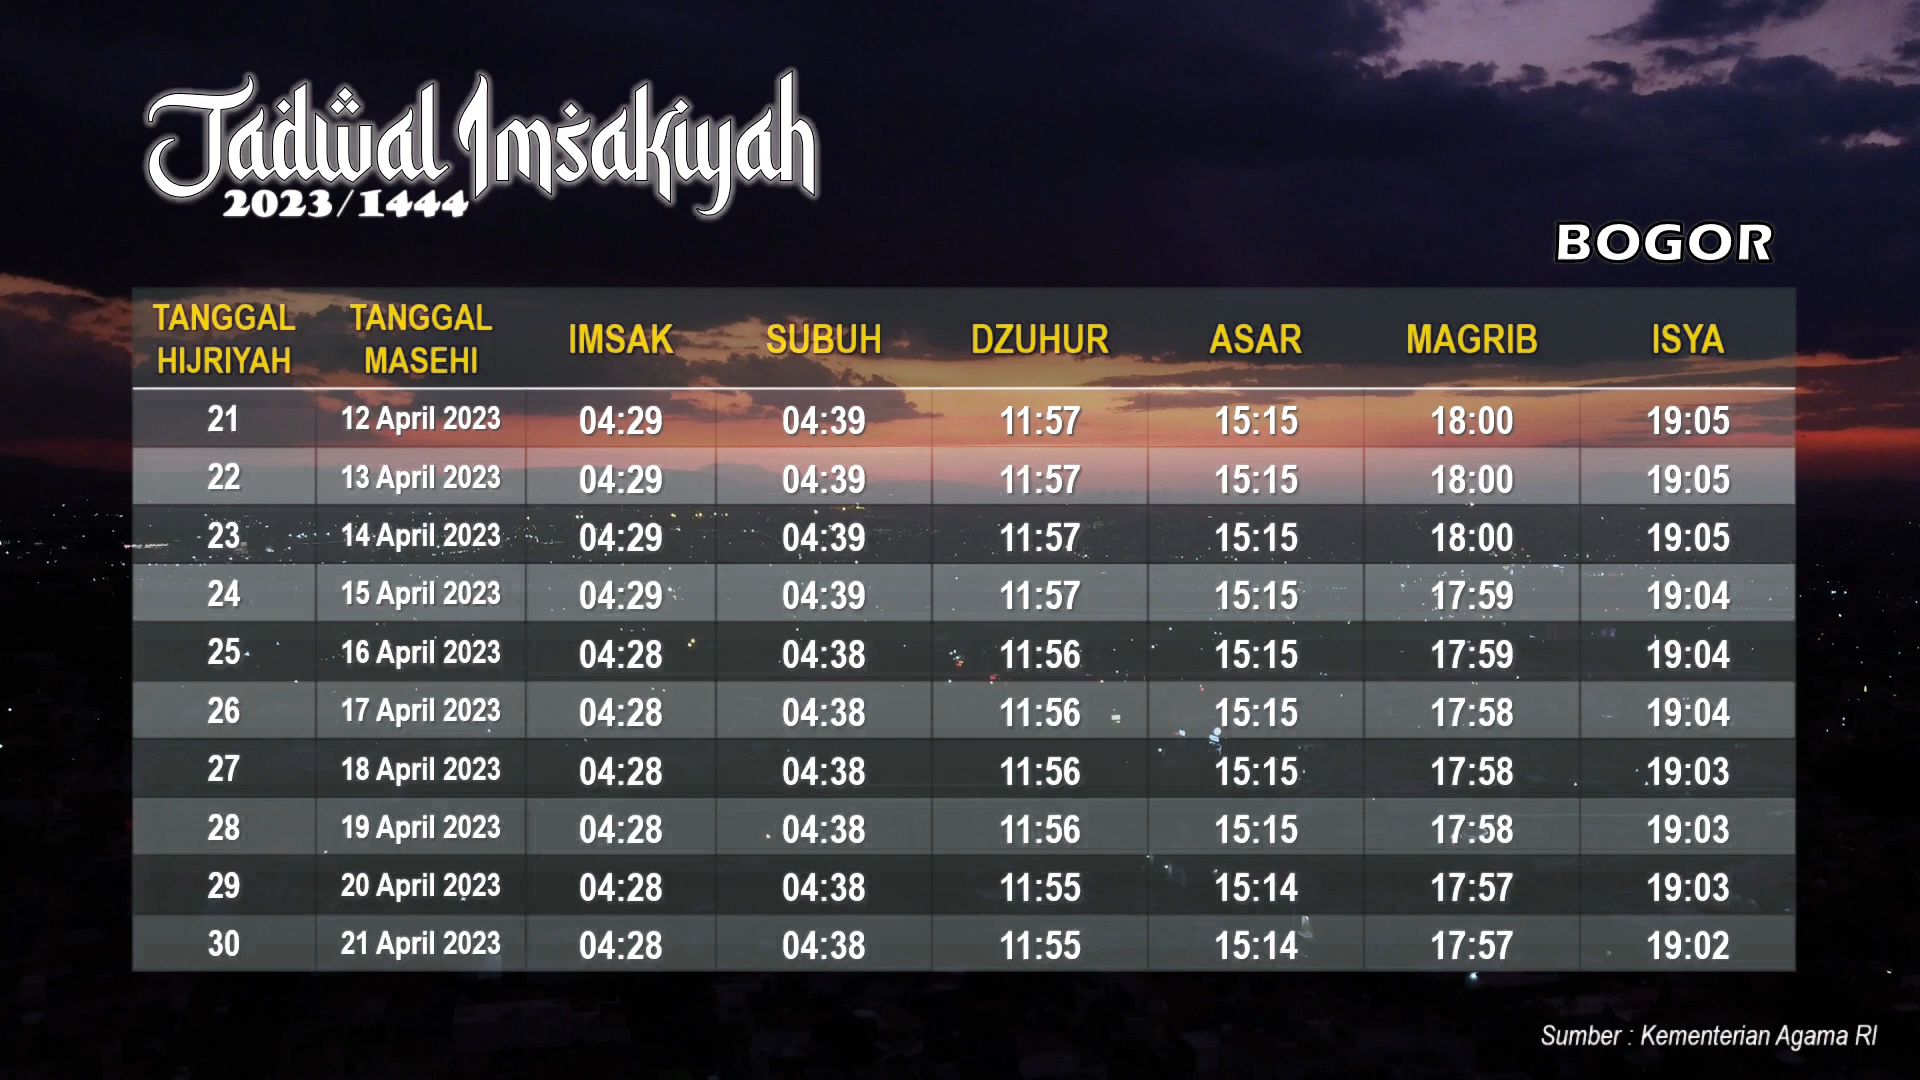 Jadwal Imsakiyah
2023/1444
BOGOR
TANGGAL HIJRIYAH TANGGAL MASEHI IMSAK SUBUH DZUHUR ASAR MAGRIB ISYA
21 12 April 2023 04:29 04:39 11:57 15:15 18:00 19:05
22 13 April 2023 04:29 04:39 11:57 15:15 18:00 19:05
23 14 April 2023 04:29 04:39 11:57 15:15 18:00 19:05
24 15 April 2023 04:29 04:39 11:57 15:15 17:59 19:04
25 16 April 2023 04:28 04:38 11:56 15:15 17:59 19:04
26 17 April 2023 04:28 04:38 11:56 15:15 17:58 19:04
27 18 April 2023 04:28 04:38 11:56 15:15 17:58 19:03
28 19 April 2023 04:28 04:38 11:56 15:15 17:58 19:03
29 20 April 2023 04:28 04:38 11:55 15:14 17:57 19:03
30 21 April 2023 04:28 04:38 11:55 15:14 17:57 19:02
Sumber : Kementerian Agama RI